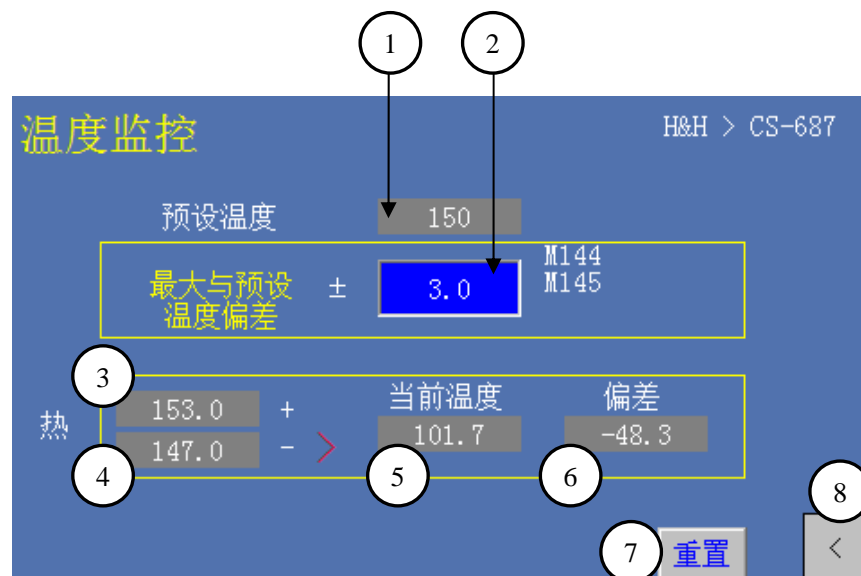 1 2
温度监控 H&H > CS-687
预设温度 150
M144
最大与预设 ± 3.0 M145
温度偏差
3
当前温度 偏差
热 153.0 + 101.7 -48.3
147.0 - >
4 5 6
8
7 重置 <